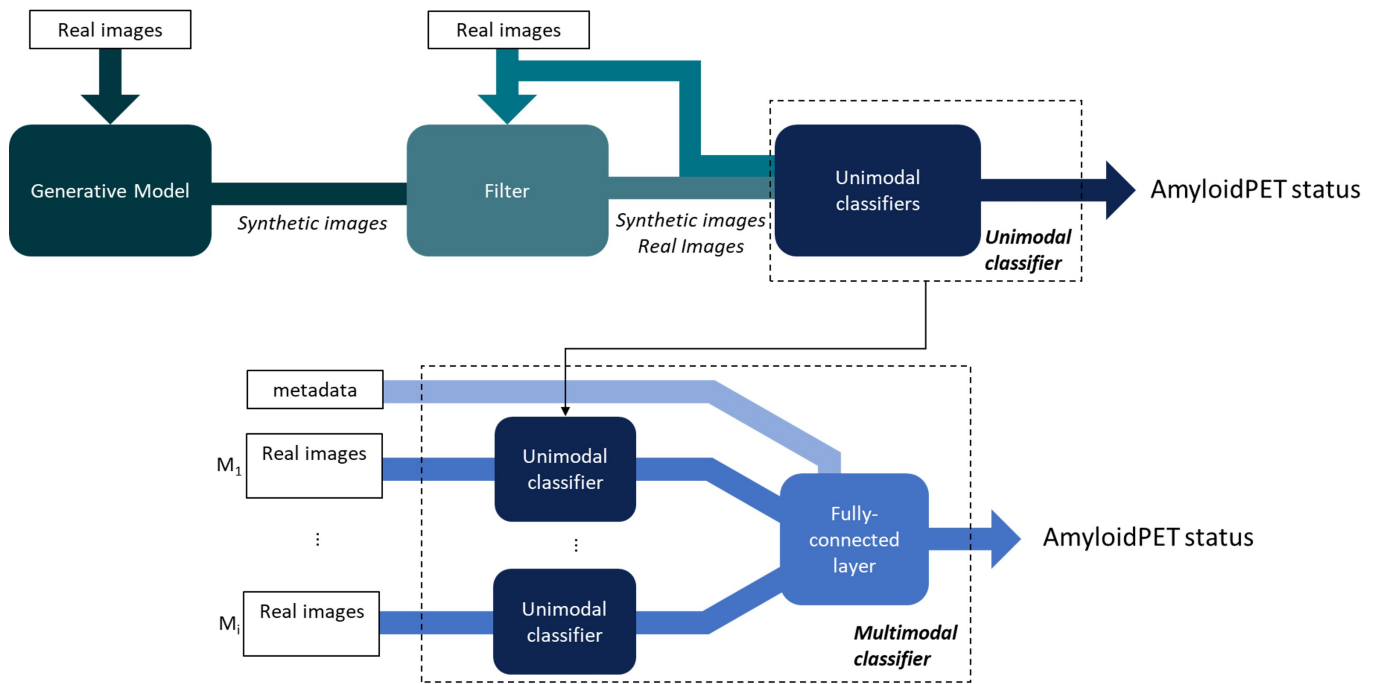 Real images
Real images
Generative Model
Synthetic images
Filter
Synthetic images
Real Images
Unimodal
classifiers
Unimodal
classifier
AmyloidPET status
metadata
M1
Real images
Unimodal
classifier
⋮
⋮
Mi
Real images
Unimodal
classifier
Fully-
connected
layer
AmyloidPET status
Multimodal
classifier